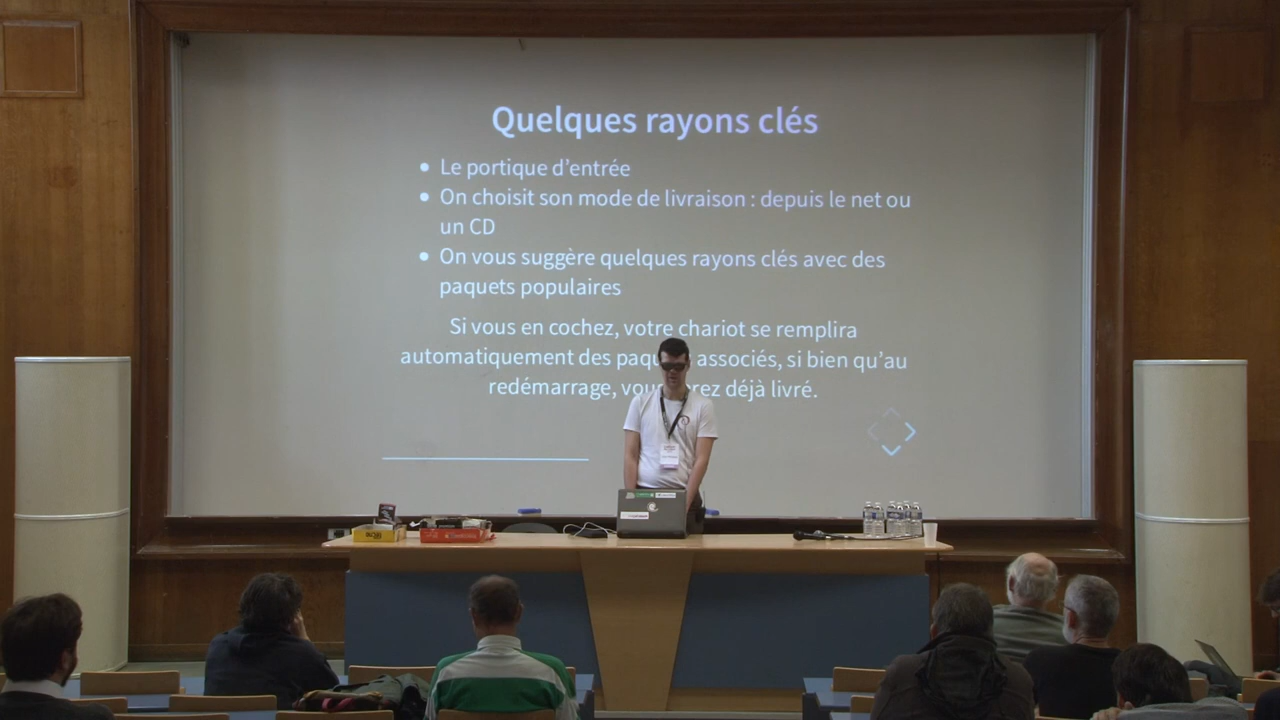 Quelques rayons clés
Le portique d'entrée
On choisit son mode de livraison : depuis le net ou
un CD
On vous suggère quelques rayons clés avec des
paquets populaires
Si vous en cochez, votre chariot se remplira
automatiquement des associés, si bien qu'au
redémarrage, déjà livré.